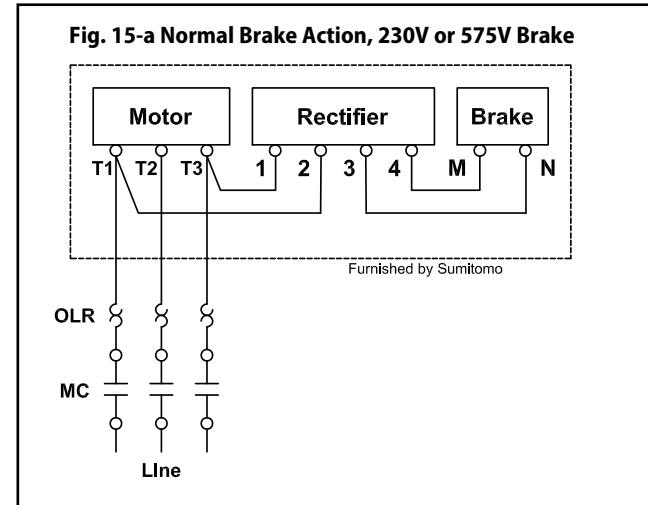 Fig. 15-a Normal Brake Action, 230V or 575V Brake
Motor Rectifier Brake
T1 T2 T3 1 2 3 4 M N
Furnished by Sumitomo
OLR
MC
LIne